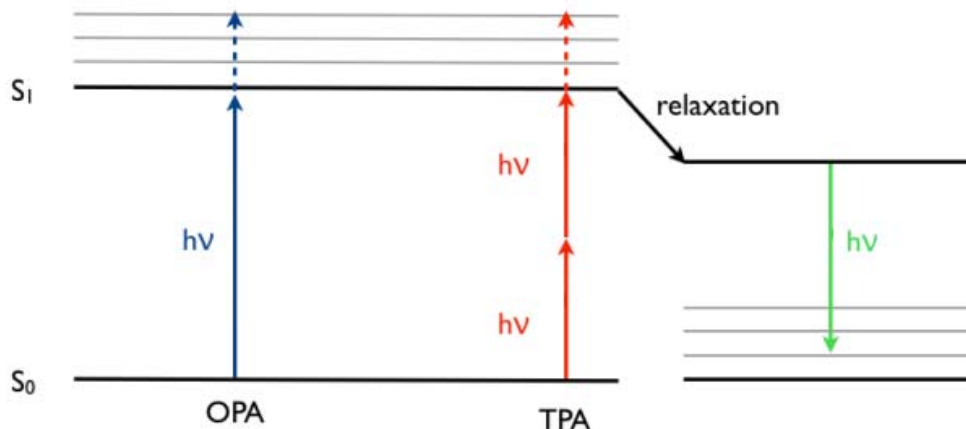 S₁
relaxation
hν
hν
hν
hν
S₀
OPA
TPA